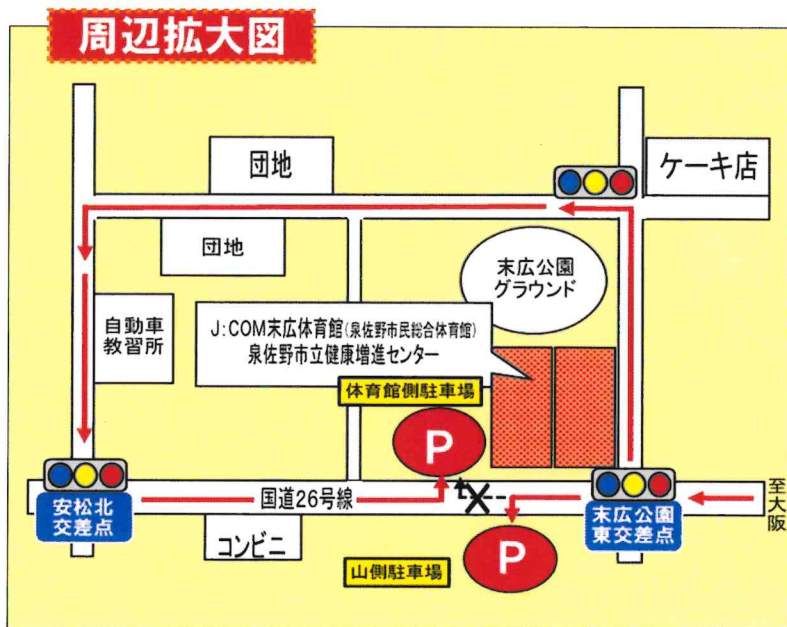 周辺拡大図
団地
ケーキ店
団地
末広公園
グラウンド
自動車
教習所
J:COM末広体育館(泉佐野市民総合体育館)
泉佐野市立健康増進センター
体育館側駐車場
P
国道26号線
安松北
交差点
末広公園
東交差点
至大阪
コンビニ
山側駐車場
P